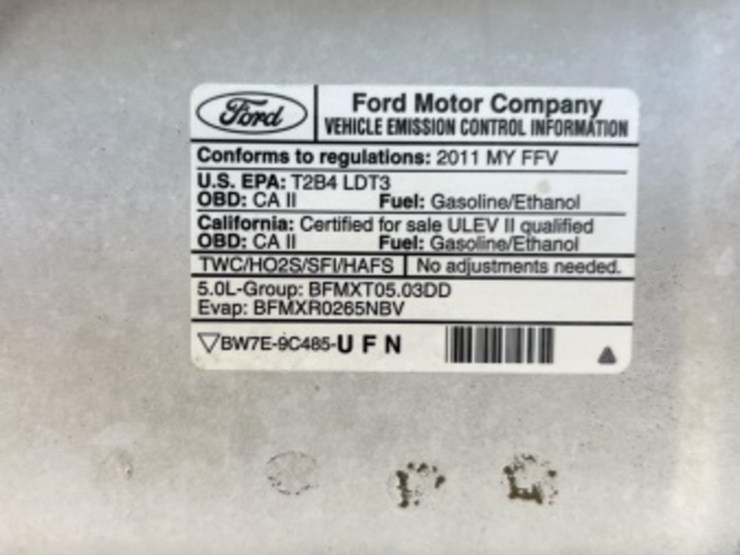 Ford
Ford Motor Company
VEHICLE EMISSION CONTROL INFORMATION
Conforms to regulations: 2011 MY FFV
U.S. EPA: T2B4 LDT3
OBD: CA II Fuel: Gasoline/Ethanol
California: Certified for sale ULEV II qualified
OBD: CA II Fuel: Gasoline/Ethanol
TWC/HO2S/SFI/HAFS No adjustments needed.
5.0L-Group: BFMXT05.03DD
Evap: BFMXR0265NBV
BW7E-9C485-U F N